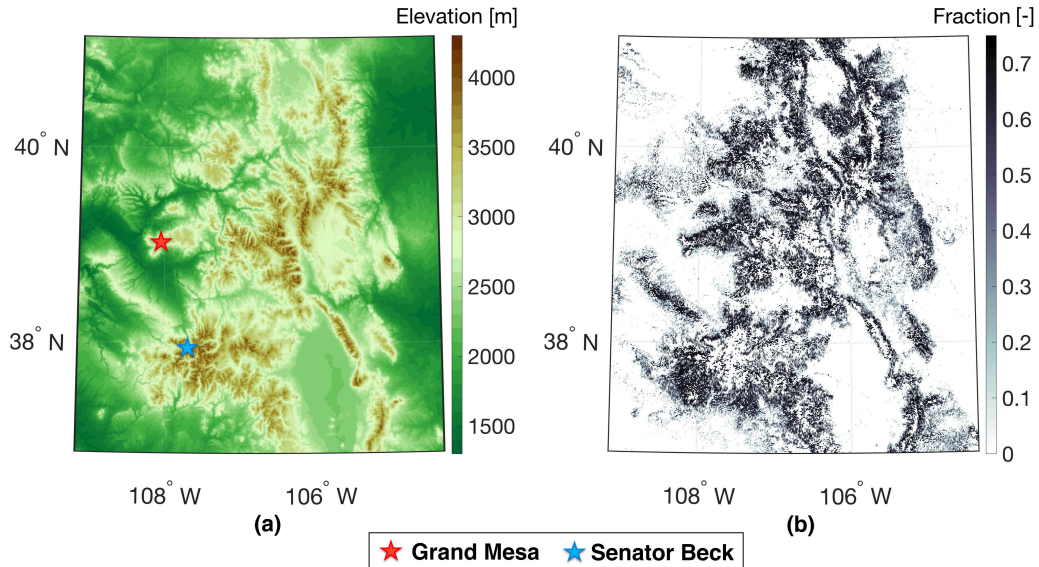 Elevation [m]
4000
3500
3000
2500
2000
1500
40° N
38° N
108° W
106° W
(a)
Fraction [-]
0.7
0.6
0.5
0.4
0.3
0.2
0.1
0
40° N
38° N
108° W
106° W
(b)
Grand Mesa
Senator Beck